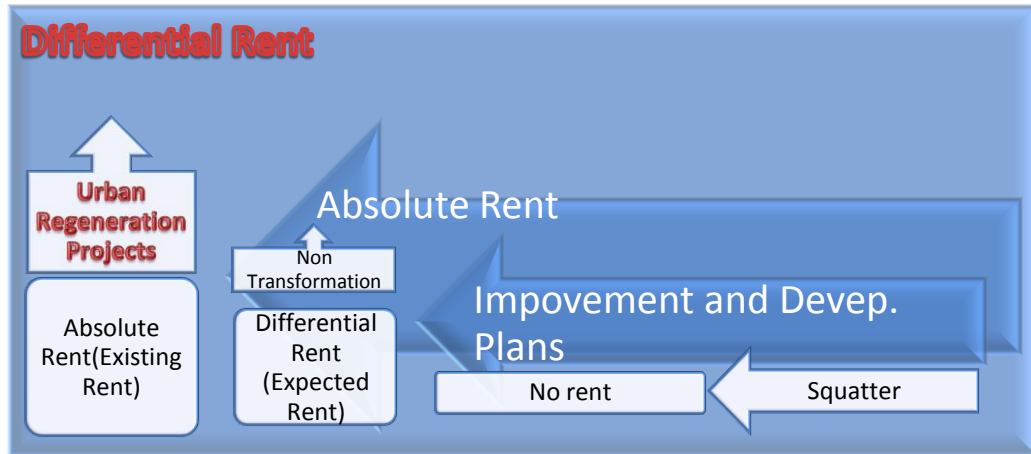 Differential Rent
Urban
Regeneration
Projects
Absolute
Rent(Existing
Rent)
Absolute Rent
Non
Transformation
Differential
Rent
(Expected
Rent)
Impovement and Devep.
Plans
No rent
Squatter